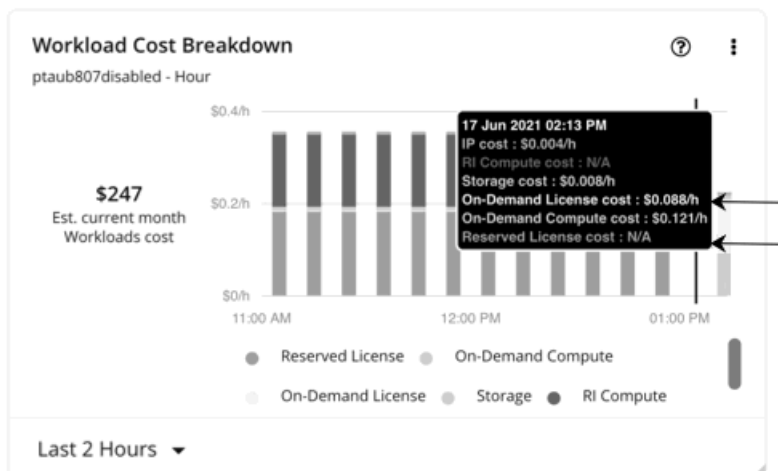 Workload Cost Breakdown
ptaub807disabled - Hour
$0.4/h
17 Jun 2021 02:13 PM
IP cost : $0.004/h
RI Compute cost : N/A
Storage cost : $0.008/h
On-Demand License cost : $0.088/h
On-Demand Compute cost : $0.121/h
Reserved License cost : N/A
$247
Est. current month
Workloads cost
$0.2/h
$0/h
11:00 AM 12:00 PM 01:00 PM
Reserved License On-Demand Compute
On-Demand License Storage RI Compute
Last 2 Hours